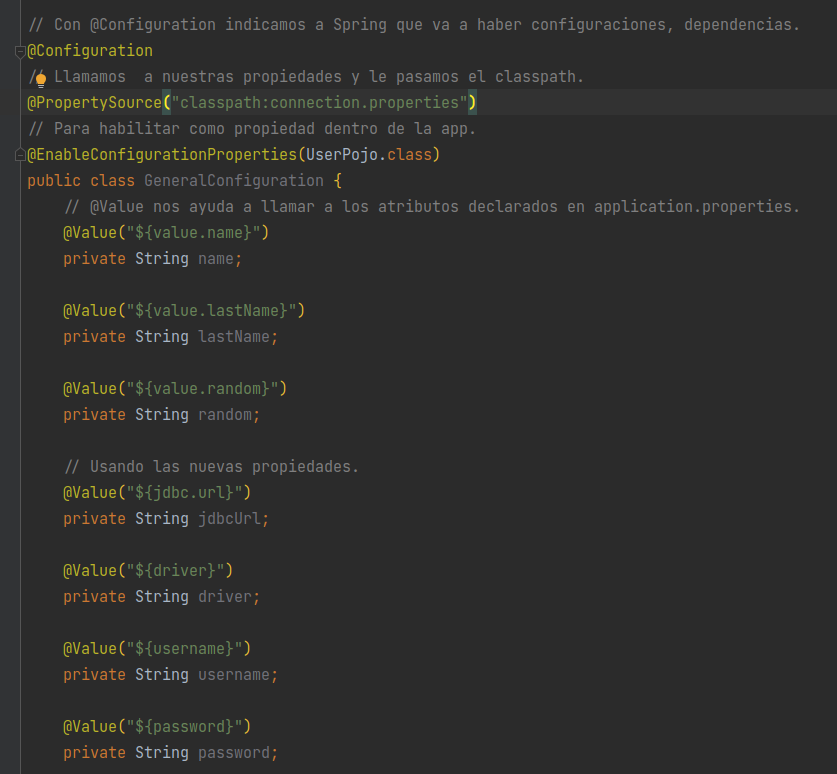 // Con @Configuration indicamos a Spring que va a haber configuraciones, dependencias.
@Configuration
// Llamamos  a nuestras propiedades y le pasamos el classpath.
@PropertySource("classpath:connection.properties")
// Para habilitar como propiedad dentro de la app.
@EnableConfigurationProperties(UserPojo.class)
public class GeneralConfiguration {
    // @Value nos ayuda a llamar a los atributos declarados en application.properties.
    @Value("${value.name}")
    private String name;

    @Value("${value.lastName}")
    private String lastName;

    @Value("${value.random}")
    private String random;

    // Usando las nuevas propiedades.
    @Value("${jdbc.url}")
    private String jdbcUrl;

    @Value("${driver}")
    private String driver;

    @Value("${username}")
    private String username;

    @Value("${password}")
    private String password;